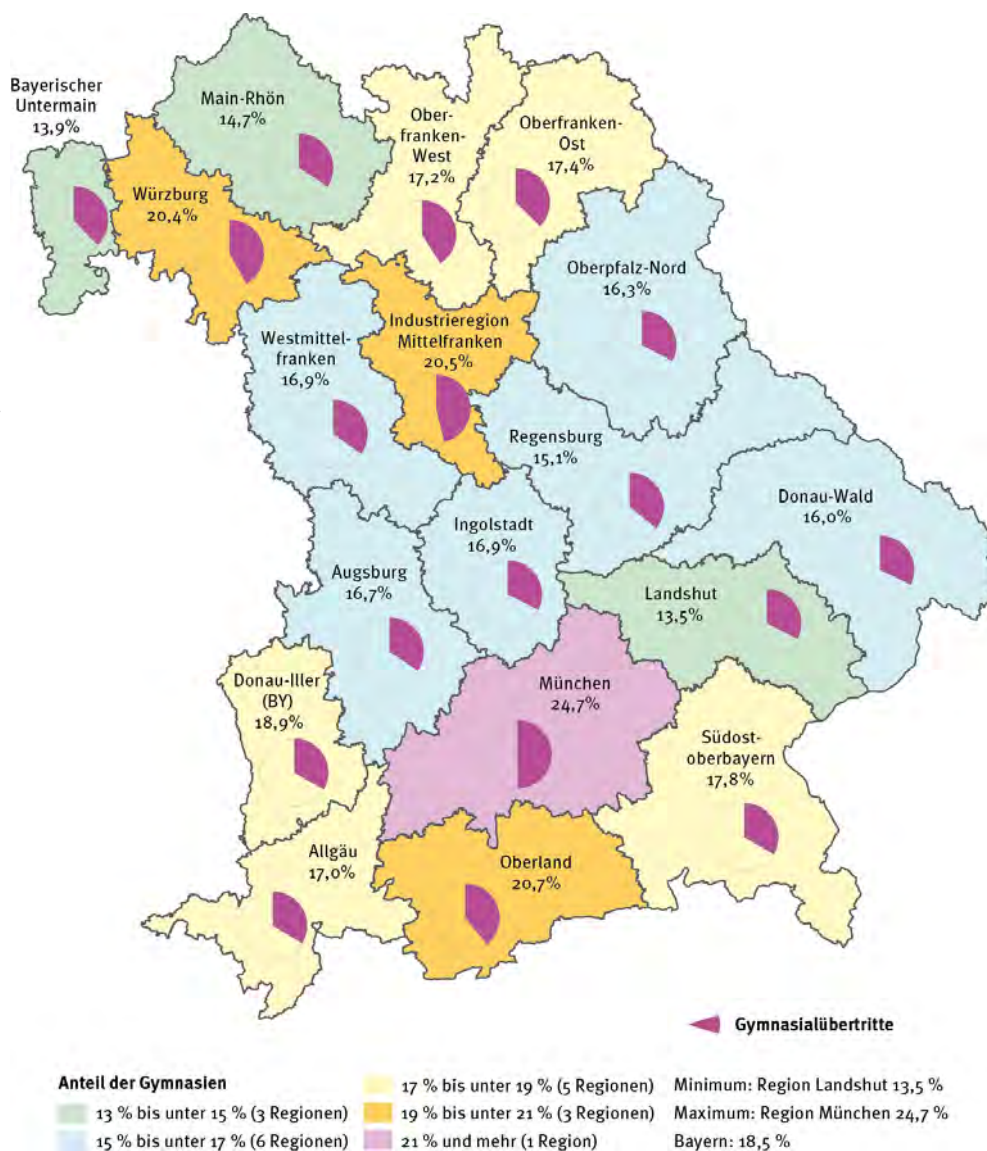 Bayerischer
Untermain
13,9%
Main-Rhön
14,7%
Ober-
franken-
West
17,2%
Oberfranken-
Ost
17,4%
Würzburg
20,4%
Oberpfalz-Nord
16,3%
Industrieregion
Mittelfranken
20,5%
Westmittel-
franken
16,9%
Regensburg
15,1%
Donau-Wald
16,0%
Ingolstadt
16,9%
Augsburg
16,7%
Landshut
13,5%
Donau-Iller
(BY)
18,9%
München
24,7%
Südost-
oberbayern
17,8%
Allgäu
17,0%
Oberland
20,7%
Gymnasialübertritte
Anteil der Gymnasien
13 % bis unter 15 % (3 Regionen)
15 % bis unter 17 % (6 Regionen)
17 % bis unter 19 % (5 Regionen)
19 % bis unter 21 % (3 Regionen)
21 % und mehr (1 Region)
Minimum: Region Landshut 13,5 %
Maximum: Region München 24,7 %
Bayern: 18,5 %